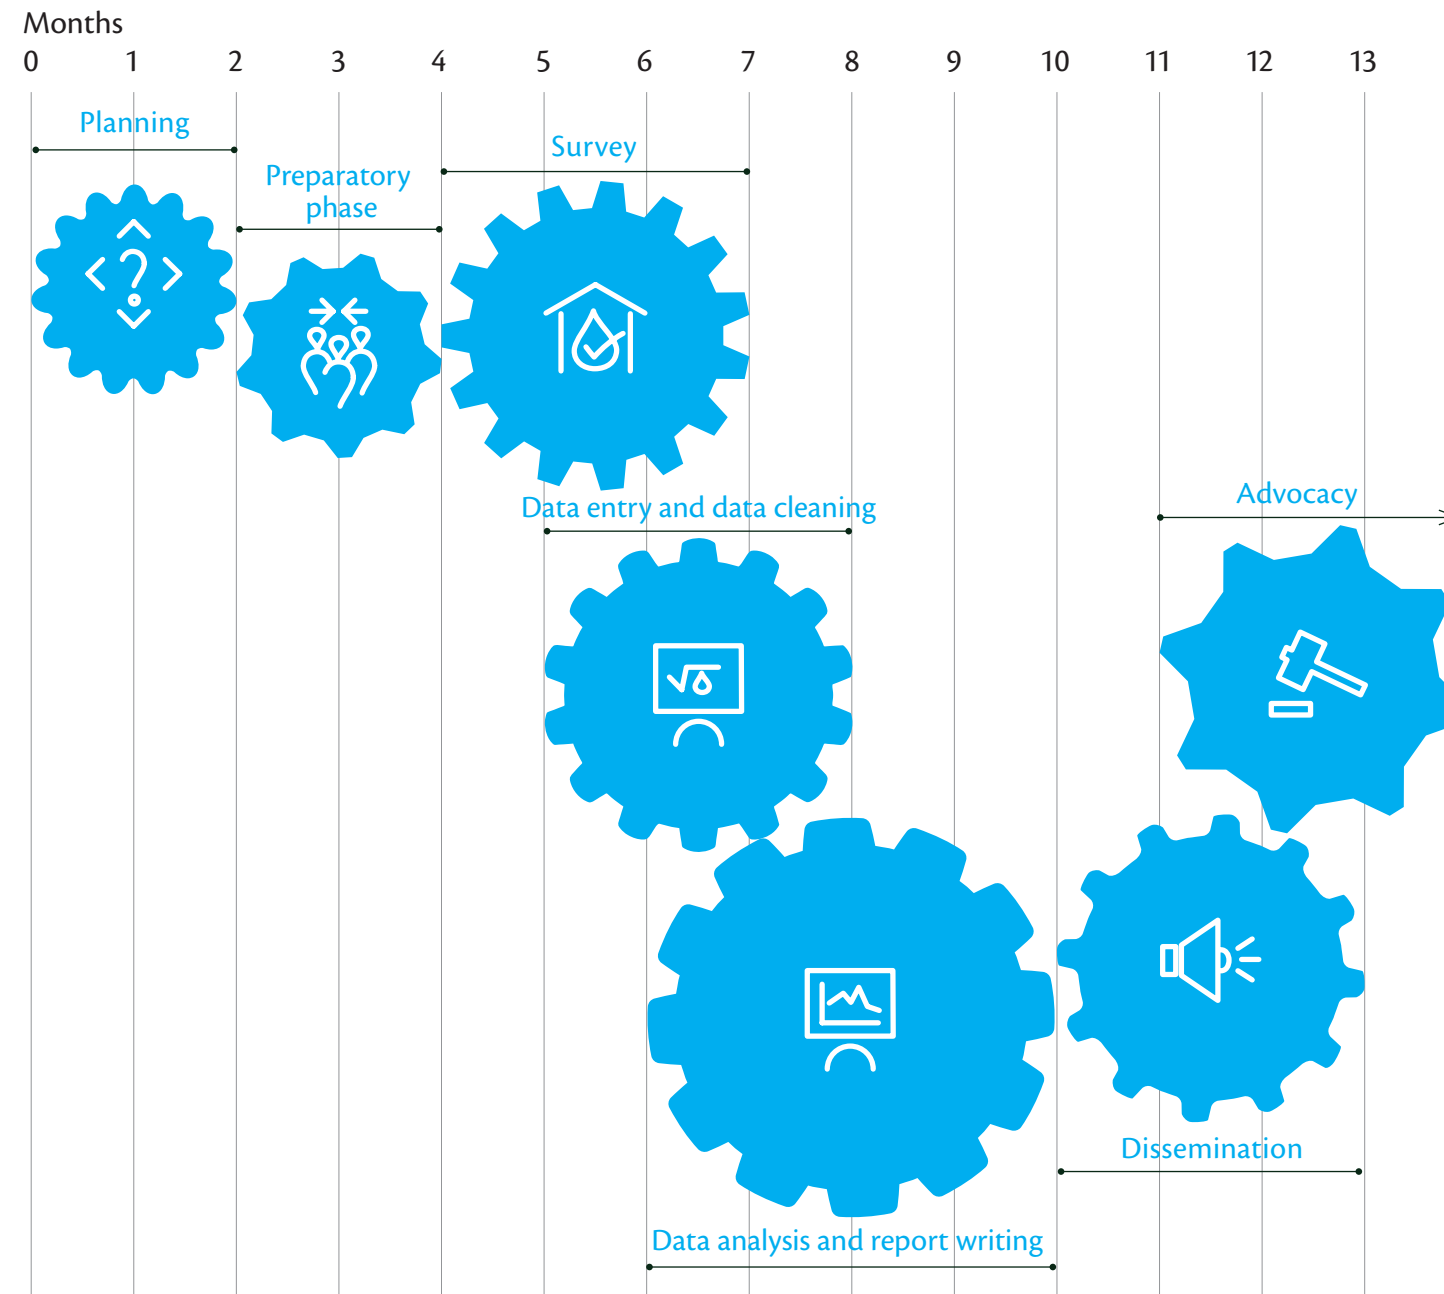 Months
0 1 2 3 4 5 6 7 8 9 10 11 12 13
Planning
Survey
Preparatory
phase
?
Advocacy
Data entry and data cleaning
Dissemination
Data analysis and report writing